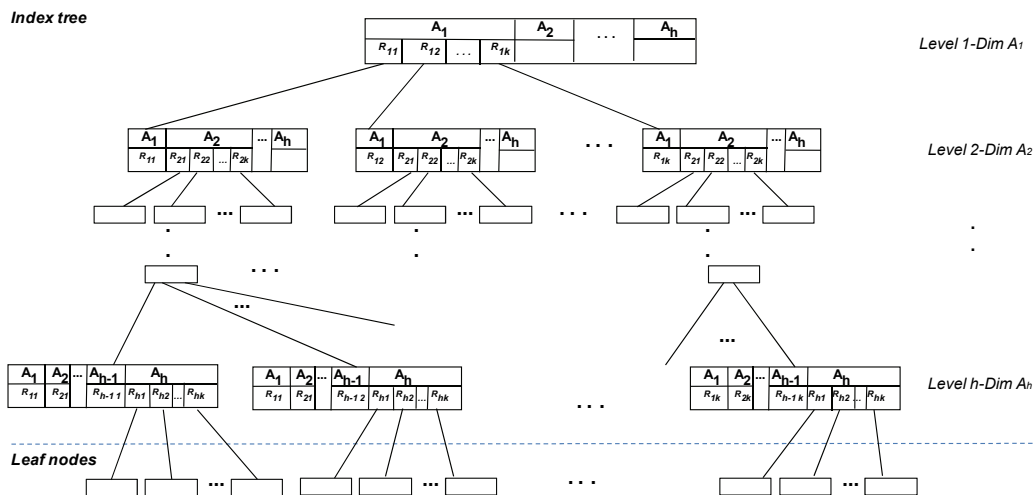 Index tree
A1 A2 . . . Ah
R11 R12 . . . R1k
Level 1-Dim A1
A1 A2 ... Ah
R11 R21 R22 ... R2k
A1 A2 ... Ah
R12 R21 R22 ... R2k
. . .
A1 A2 ... Ah
R1k R21 R22 ... R2k
Level 2-Dim A2
... ... . . . ...
. . .
...
...
A1 A2 ... Ah-1 Ah
R11 R21 Rh-1 1 Rh1 Rh2 ... Rhk
A1 A2 ... Ah-1 Ah
R11 R21 Rh-1 2 Rh1 Rh2 ... Rhk
. . .
A1 A2 ... Ah-1 Ah
R1k R2k Rh-1 k Rh1 Rh2 ... Rhk
Level h-Dim Ah
Leaf nodes
... ... . . . ...